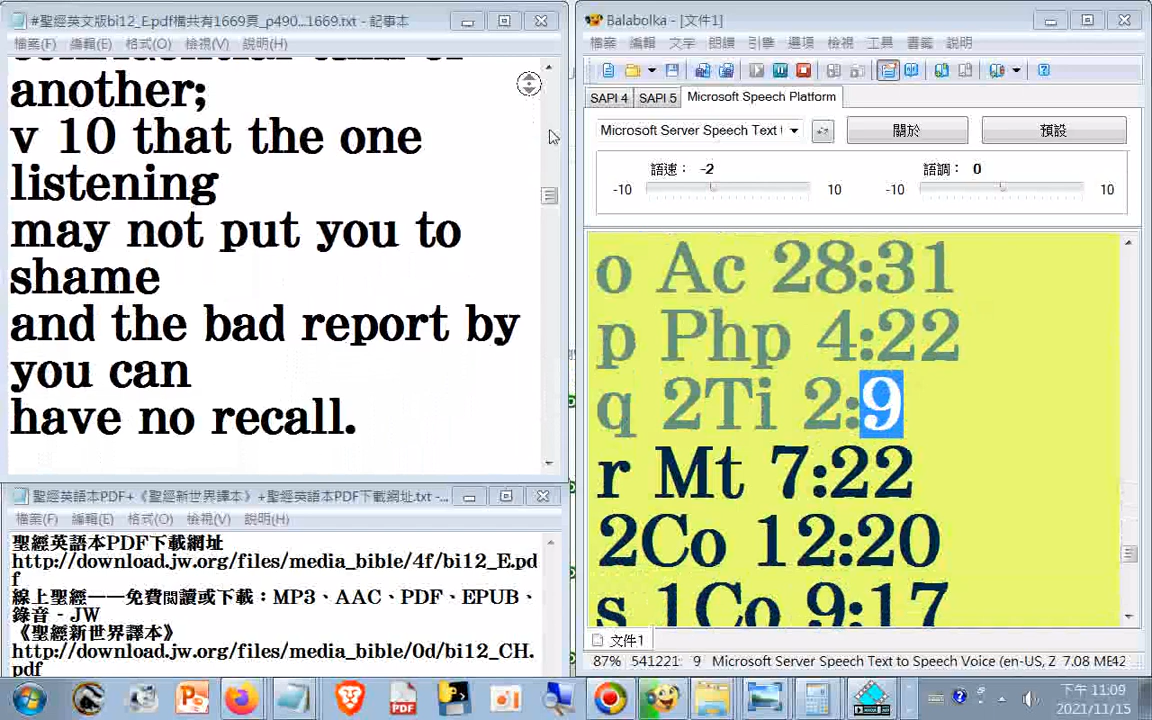 #聖經英文版bi12_E.pdf檔共有1669頁_p490...1669.txt - 記事本
檔案(F) 編輯(E) 格式(O) 檢視(V) 說明(H)
another;
v 10 that the one
listening
may not put you to
shame
and the bad report by
you can
have no recall.
聖經英語本PDF+《聖經新世界譯本》+聖經英語本PDF下載網址.txt - ...
檔案(F) 編輯(E) 格式(O) 檢視(V) 說明(H)
聖經英語本PDF下載網址
http://download.jw.org/files/media_bible/4f/bi12_E.pd
f
線上聖經——免費閱讀或下載：MP3、AAC、PDF、EPUB、
錄音 - JW
《聖經新世界譯本》
http://download.jw.org/files/media_bible/0d/bi12_CH.
pdf
Balabolka - [文件1]
檔案 編輯 文字 朗讀 引擎 選項 檢視 工具 書籤 說明
SAPI 4 SAPI 5 Microsoft Speech Platform
Microsoft Server Speech Text 關於 預設
語速： -2 語調： 0
-10 10 -10 10
o Ac 28:31
p Php 4:22
q 2Ti 2:9
r Mt 7:22
2Co 12:20
s 1Co 9:17
文件1
87% 541221: 9 Microsoft Server Speech Text to Speech Voice (en-US, Z 7.08 ME42
下午 11:09
2021/11/15